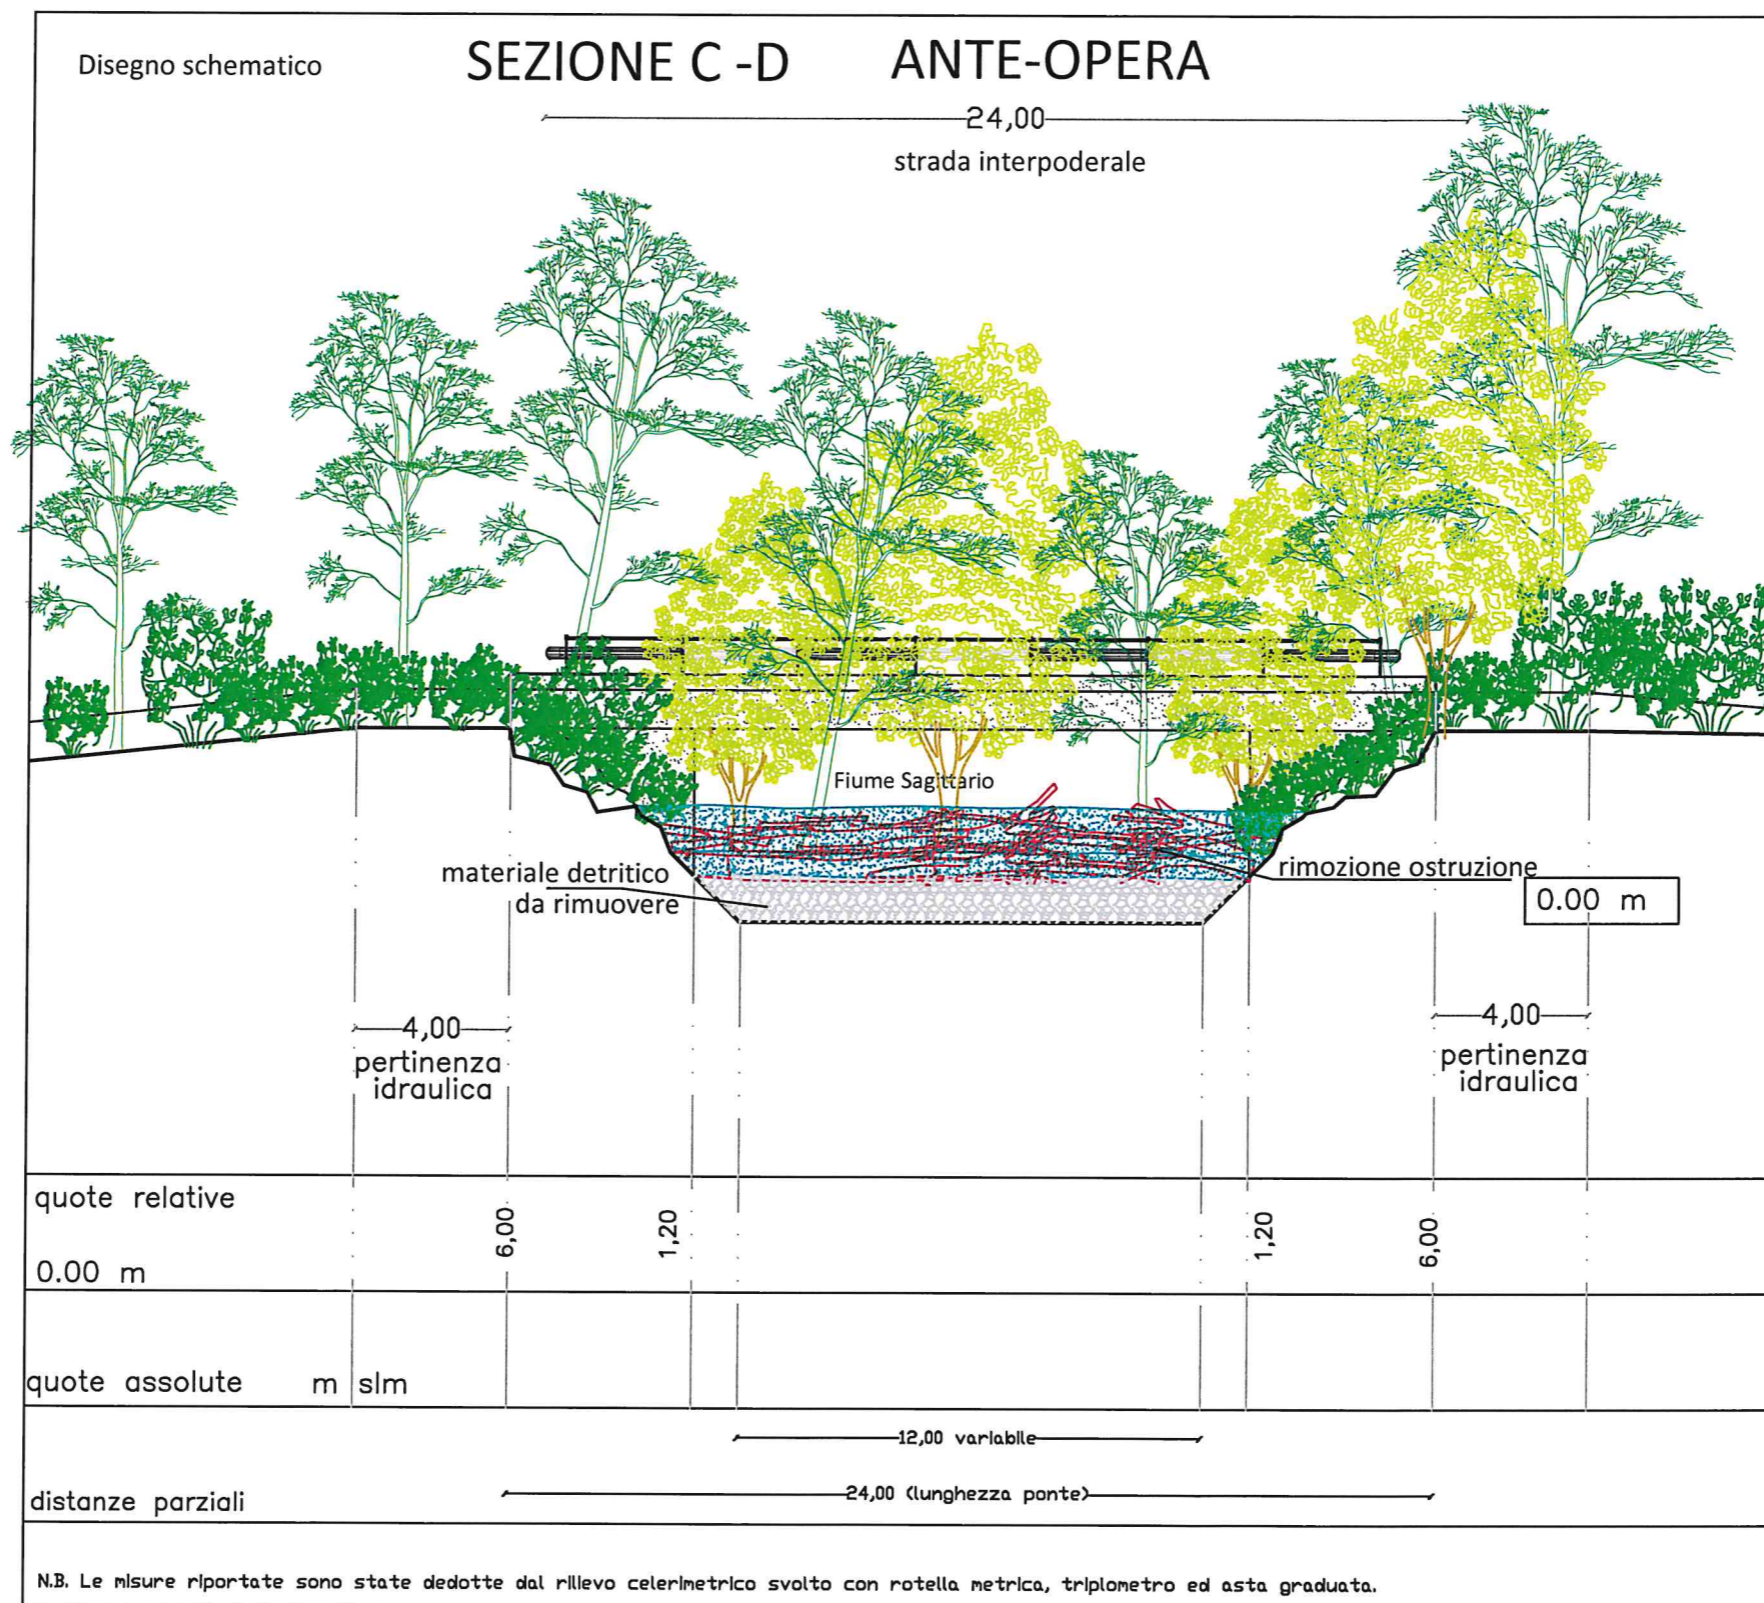 Disegno schematico
SEZIONE C -D ANTE-OPERA
24,00
strada interpoderale
Fiume Sagittario
materiale detritico
da rimuovere
rimozione ostruzione
0.00 m
4,00
pertinenza
idraulica
4,00
pertinenza
idraulica
quote relative
0.00 m
6,00
1,20
1,20
6,00
quote assolute m slm
12,00 variabile
24,00 (lunghezza ponte)
distanze parziali
N.B. Le misure riportate sono state dedotte dal rilievo celerimetrico svolto con rotella metrica, triplometro ed asta graduata.